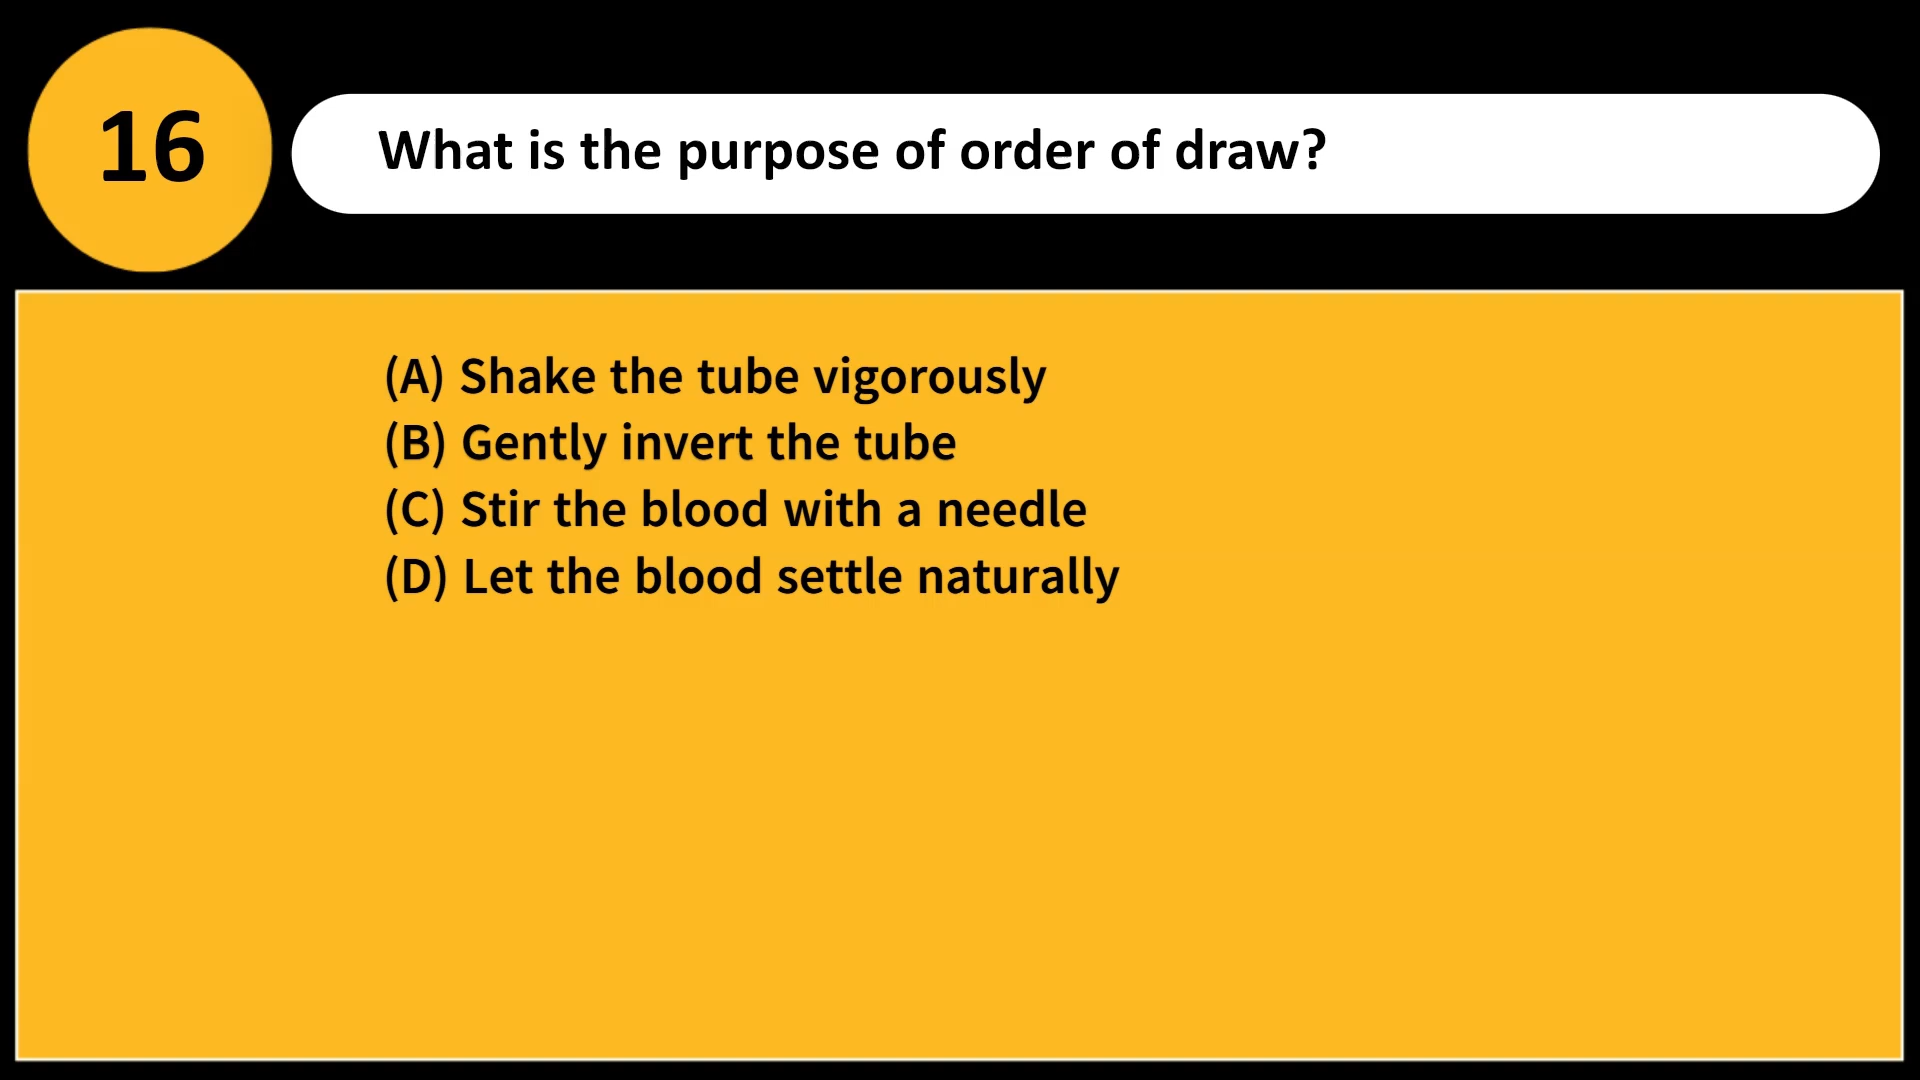 16
What is the purpose of order of draw?
(A) Shake the tube vigorously
(B) Gently invert the tube
(C) Stir the blood with a needle
(D) Let the blood settle naturally